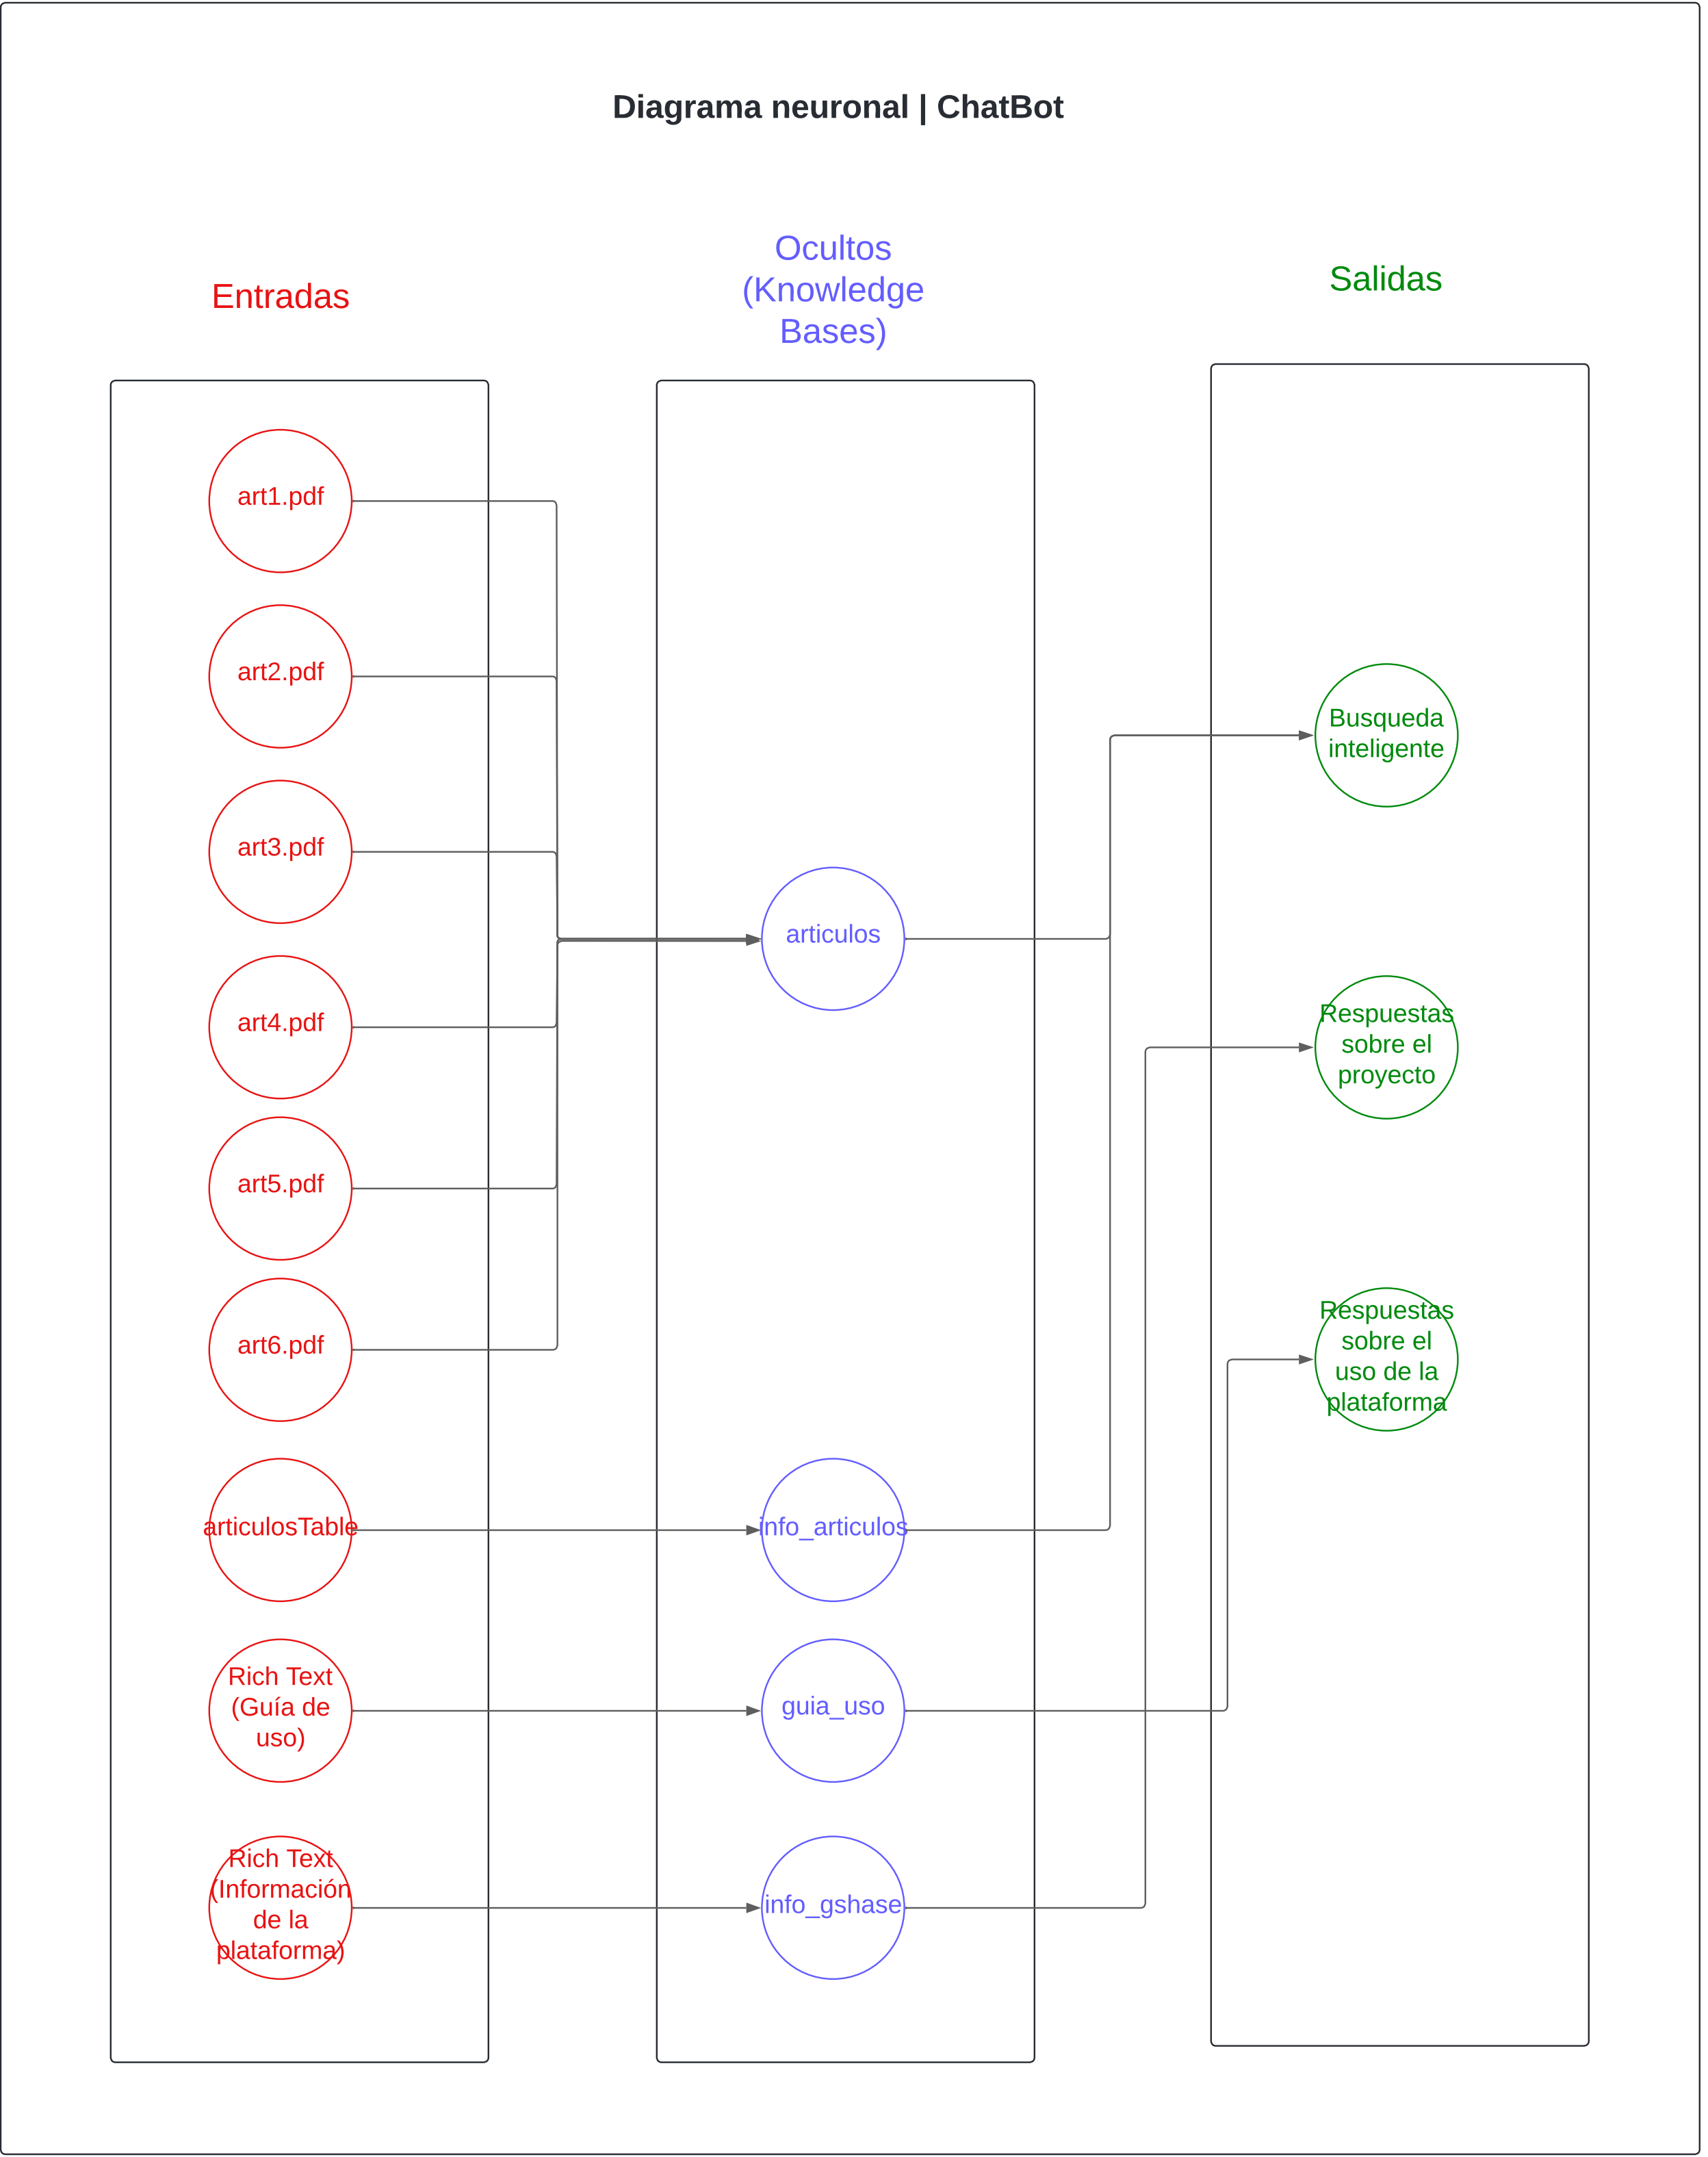 Diagrama neuronal | ChatBot
Entradas
Ocultos
(Knowledge
Bases)
Salidas
art1.pdf
art2.pdf
art3.pdf
art4.pdf
art5.pdf
art6.pdf
articulosTable
Rich Text
(Guía de
uso)
Rich Text
(Información
de la
plataforma)
articulos
info_articulos
guia_uso
info_gshase
Busqueda
inteligente
Respuestas
sobre el
proyecto
Respuestas
sobre el
uso de la
plataforma